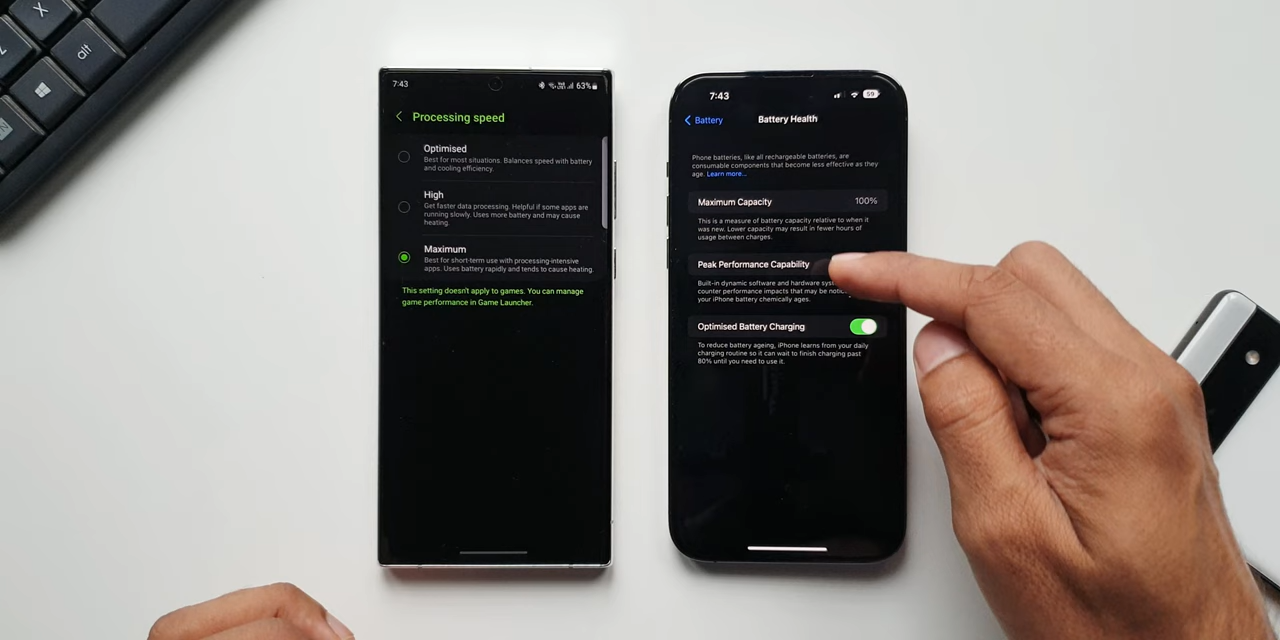 X
Z
alt
7:43
63%
Processing speed
Optimised
Best for most situations. Balances speed with battery
and cooling efficiency.
High
Get faster data processing. Helpful if some apps are
running slowly. Uses more battery and may cause
heating.
Maximum
Best for short-term use with processing-intensive
apps. Uses battery rapidly and tends to cause heating.
This setting doesn't apply to games. You can manage
game performance in Game Launcher.
7:43
59
Battery
Battery Health
Phone batteries, like all rechargeable batteries, are
consumable components that become less effective as they
age. Learn more...
Maximum Capacity 100%
This is a measure of battery capacity relative to when it
was new. Lower capacity may result in fewer hours of
usage between charges.
Peak Performance Capability
Built-in dynamic software and hardware
counter performance impacts that may be
your iPhone battery chemically ages.
Optimised Battery Charging
To reduce battery ageing, iPhone learns from your daily
charging routine so it can wait to finish charging past
80% until you need to use it.